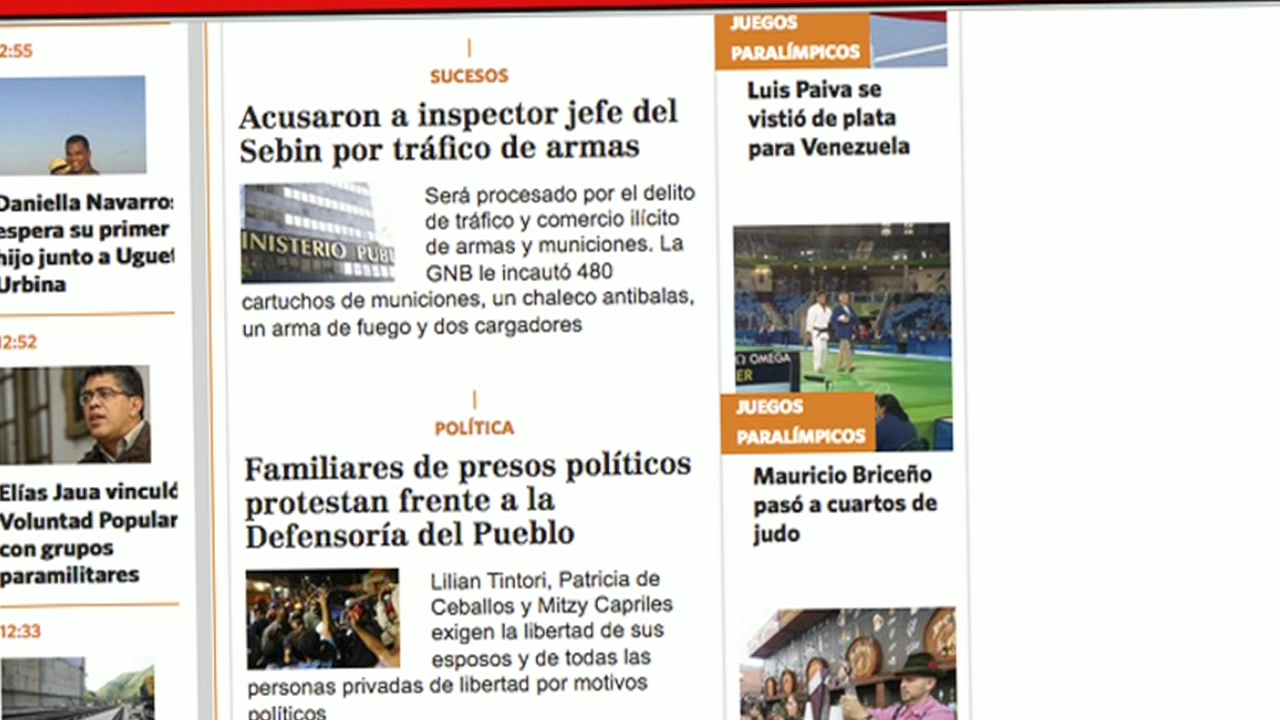 2:55
Daniella Navarro
espera su primer
hijo junto a Uguet
Urbina
12:52
Elías Jaua vinculó
Voluntad Popular
con grupos
paramilitares
12:33
SUCESOS
Acusaron a inspector jefe del
Sebin por tráfico de armas
INISTERIO PÚBL
Será procesado por el delito
de tráfico y comercio ilícito
de armas y municiones. La
GNB le incautó 480
cartuchos de municiones, un chaleco antibalas,
un arma de fuego y dos cargadores
POLÍTICA
Familiares de presos políticos
protestan frente a la
Defensoría del Pueblo
Lilian Tintori, Patricia de
Ceballos y Mitzy Capriles
exigen la libertad de sus
esposos y de todas las
personas privadas de libertad por motivos
políticos
JUEGOS
PARALÍMPICOS
Luis Paiva se
vistió de plata
para Venezuela
Ω OMEGA
ER
JUEGOS
PARALÍMPICOS
Mauricio Briceño
pasó a cuartos de
judo